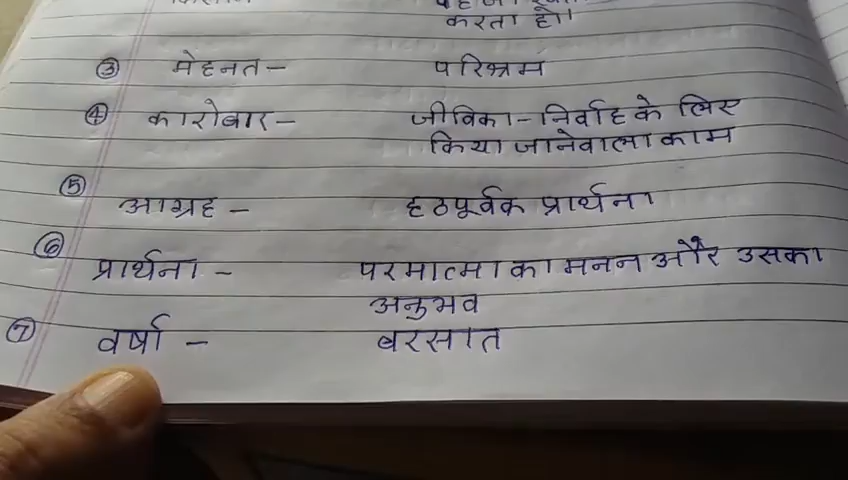 करता हो।
③ मेहनत - परिश्रम
④ कारोबार - जीविका - निर्वाह के लिए
किया जानेवाला काम
⑤ आग्रह - हठपूर्वक प्रार्थना
⑥ प्रार्थना - परमात्मा का मनन और उसका
अनुभव
⑦ वर्षा - बरसात